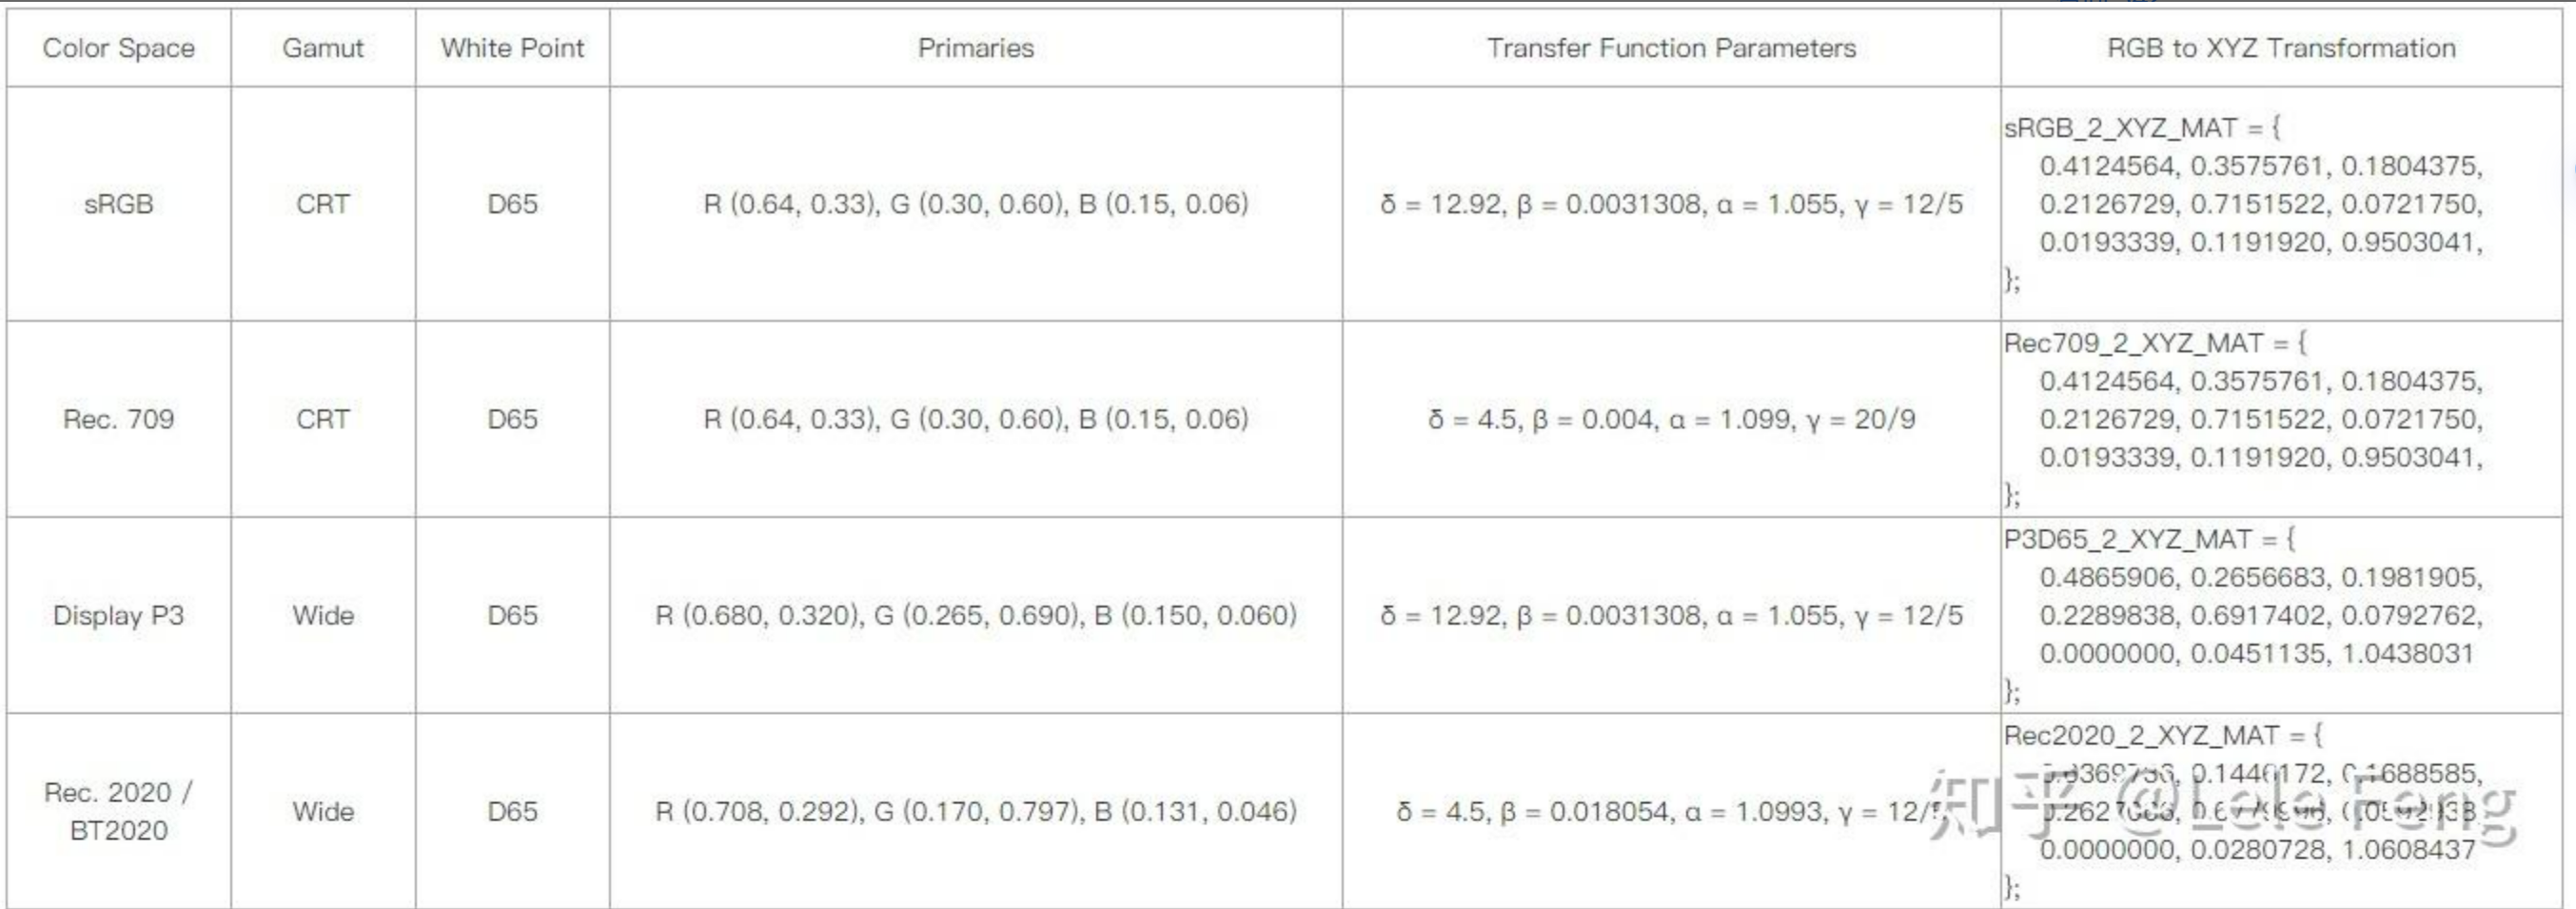 Color Space Gamut White Point Primaries Transfer Function Parameters RGB to XYZ Transformation
sRGB CRT D65 R (0.64, 0.33), G (0.30, 0.60), B (0.15, 0.06) δ = 12.92, β = 0.0031308, α = 1.055, γ = 12/5
sRGB_2_XYZ_MAT = {
0.4124564, 0.3575761, 0.1804375,
0.2126729, 0.7151522, 0.0721750,
0.0193339, 0.1191920, 0.9503041,
};
Rec. 709 CRT D65 R (0.64, 0.33), G (0.30, 0.60), B (0.15, 0.06) δ = 4.5, β = 0.004, α = 1.099, γ = 20/9
Rec709_2_XYZ_MAT = {
0.4124564, 0.3575761, 0.1804375,
0.2126729, 0.7151522, 0.0721750,
0.0193339, 0.1191920, 0.9503041,
};
Display P3 Wide D65 R (0.680, 0.320), G (0.265, 0.690), B (0.150, 0.060) δ = 12.92, β = 0.0031308, α = 1.055, γ = 12/5
P3D65_2_XYZ_MAT = {
0.4865906, 0.2656683, 0.1981905,
0.2289838, 0.6917402, 0.0792762,
0.0000000, 0.0451135, 1.0438031
};
Rec. 2020 /
BT2020
Wide D65 R (0.708, 0.292), G (0.170, 0.797), B (0.131, 0.046) δ = 4.5, β = 0.018054, α = 1.0993, γ =
Rec2020_2_XYZ_MAT = {
0.1446172, 0.1688585,
0.0000000, 0.0280728, 1.0608437
};
知乎 @Lele Feng